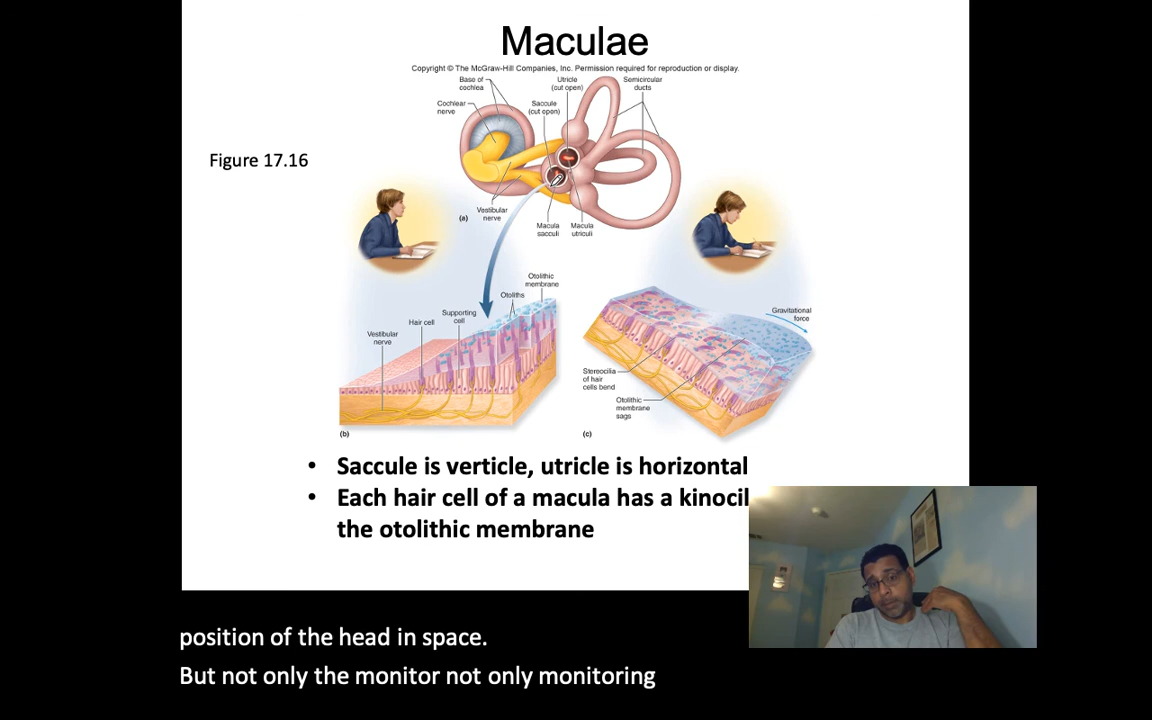 Maculae
Copyright © The McGraw-Hill Companies, Inc. Permission required for reproduction or display.
Base of
cochlea
Utricle
(cut open)
Semicircular
ducts
Cochlear
nerve
Saccule
(cut open)
Figure 17.16
Vestibular
nerve
(a)
Macula
sacculi
Macula
utriculi
Otolithic
membrane
Otoliths
Supporting
cell
Hair cell
Vestibular
nerve
Gravitational
force
Stereocilia
of hair
cells bend
Otolithic
membrane
sags
(b)
(c)
• Saccule is verticle, utricle is horizontal
• Each hair cell of a macula has a kinocil
the otolithic membrane
position of the head in space.
But not only the monitor not only monitoring